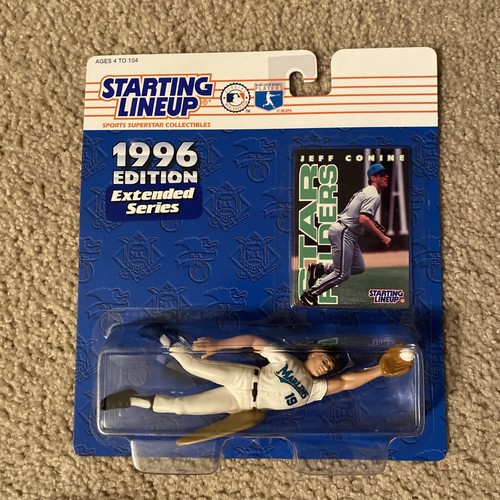 AGES 4 TO 104
STARTING
LINEUP
SPORTS SUPERSTAR COLLECTIBLES
1996
EDITION
Extended
Series
JEFF CONINE
STAR
FIELDERS
STARTING
LINEUP
MARLINS
19